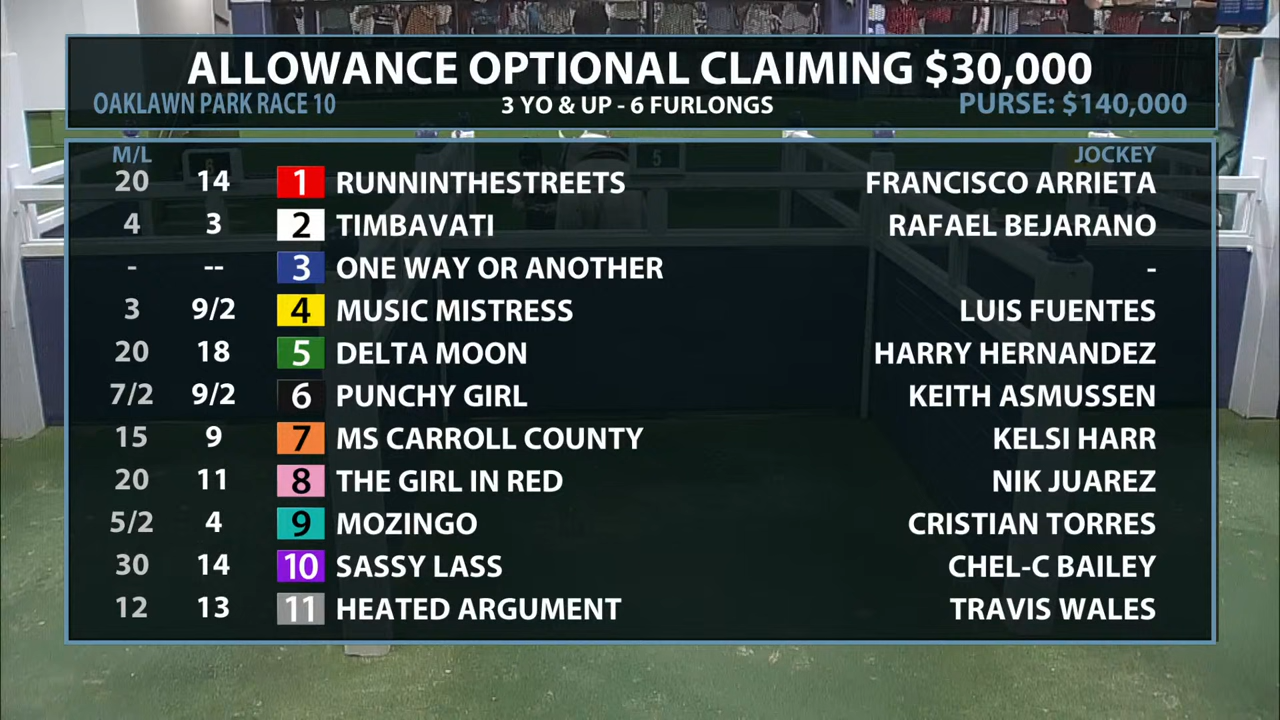 ALLOWANCE OPTIONAL CLAIMING $30,000
OAKLAWN PARK RACE 10 3 YO & UP - 6 FURLONGS PURSE: $140,000
M/L JOCKEY
20 14 1 RUNNINTHESTREETS FRANCISCO ARRIETA
4 3 2 TIMBAVATI RAFAEL BEJARANO
- -- 3 ONE WAY OR ANOTHER -
3 9/2 4 MUSIC MISTRESS LUIS FUENTES
20 18 5 DELTA MOON HARRY HERNANDEZ
7/2 9/2 6 PUNCHY GIRL KEITH ASMUSSEN
15 9 7 MS CARROLL COUNTY KELSI HARR
20 11 8 THE GIRL IN RED NIK JUAREZ
5/2 4 9 MOZINGO CRISTIAN TORRES
30 14 10 SASSY LASS CHEL-C BAILEY
12 13 11 HEATED ARGUMENT TRAVIS WALES
6
5